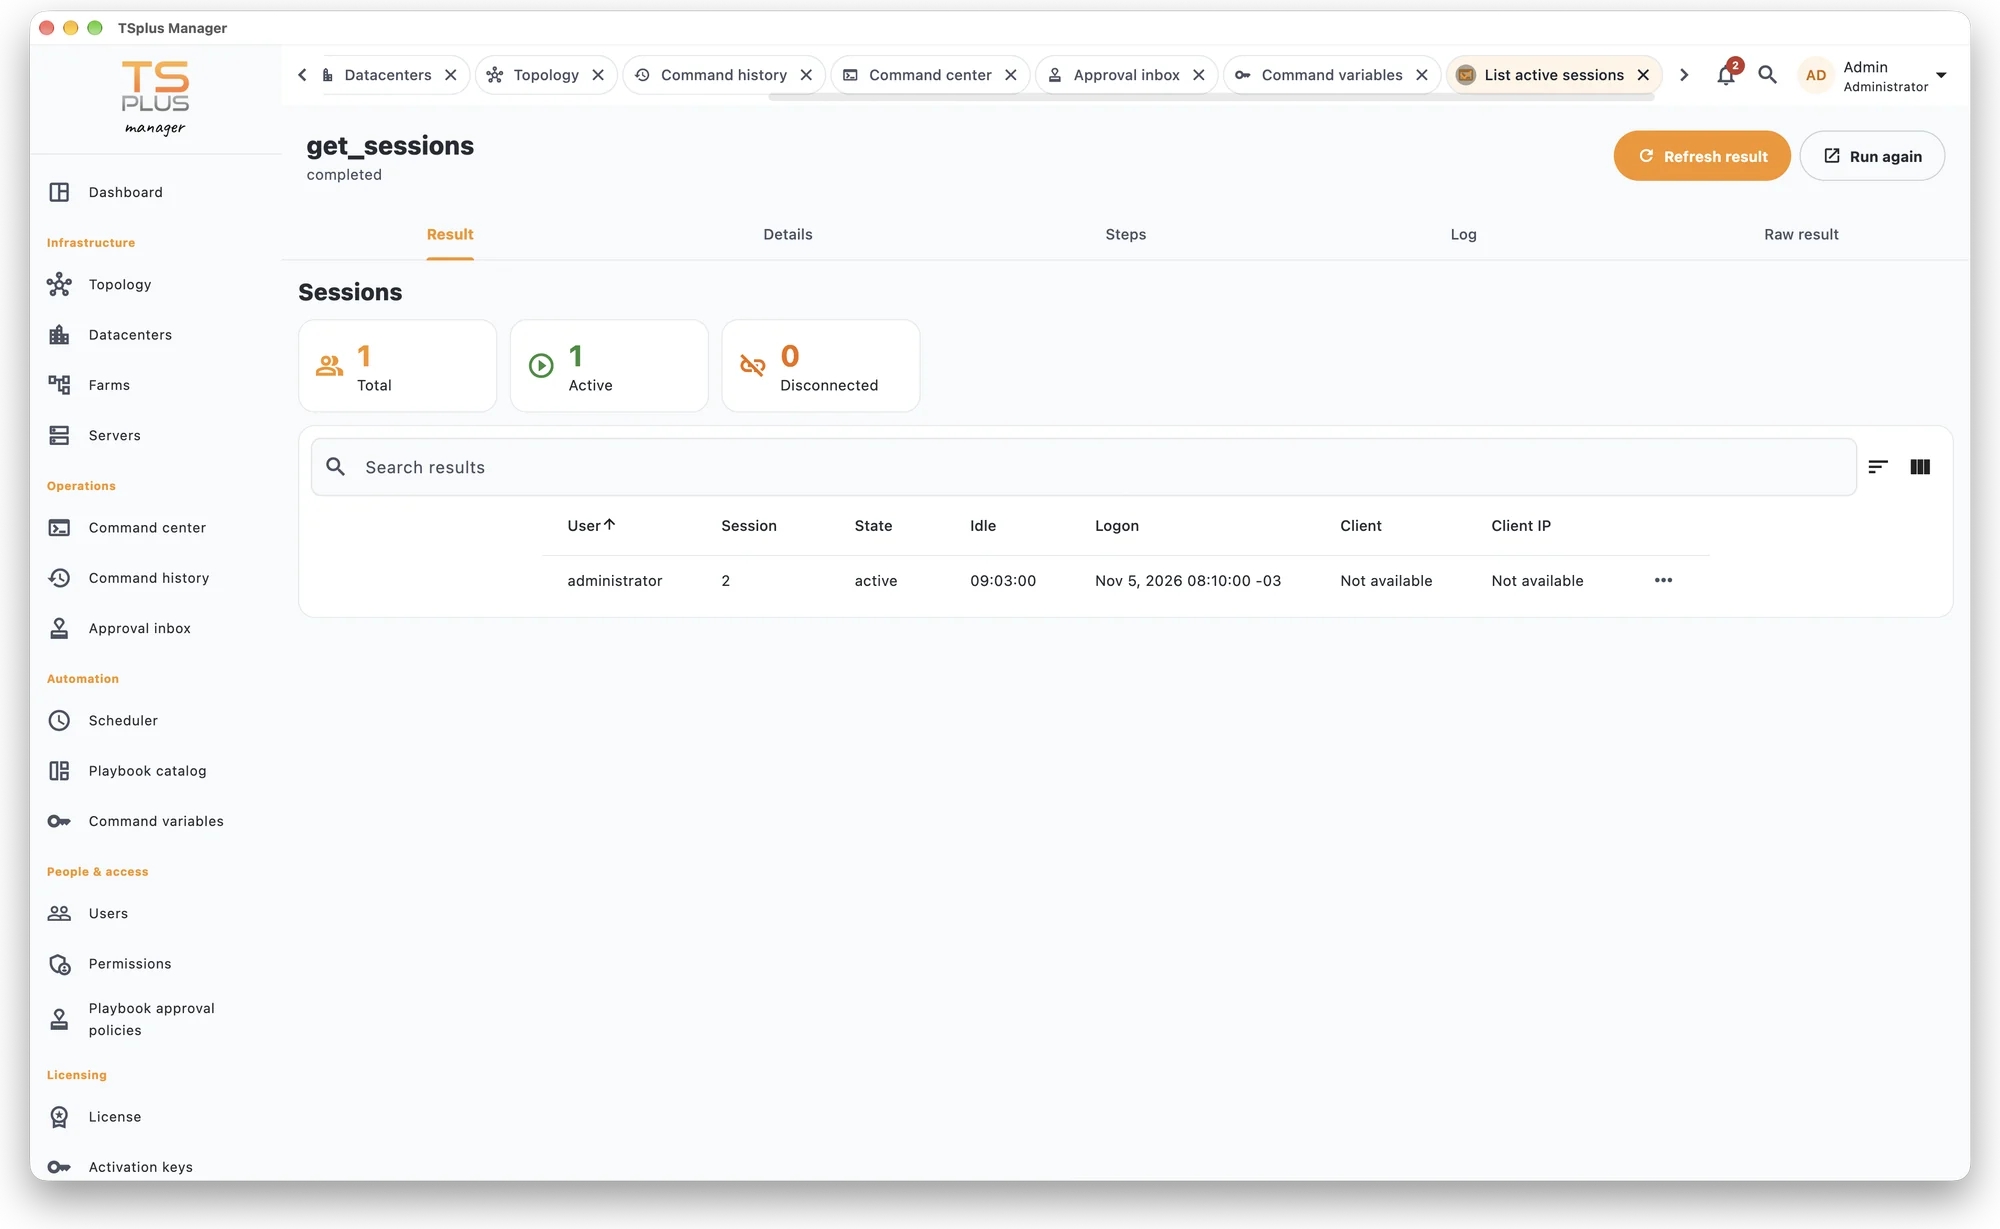 TSplus Manager
TS
PLUS
manager
Datacenters
Topology
Command history
Command center
Approval inbox
Command variables
List active sessions
2
AD
Admin
Administrator
get_sessions
completed
Refresh result
Run again
Dashboard
Infrastructure
Topology
Datacenters
Farms
Servers
Operations
Command center
Command history
Approval inbox
Automation
Scheduler
Playbook catalog
Command variables
People & access
Users
Permissions
Playbook approval
policies
Licensing
License
Activation keys
Result
Details
Steps
Log
Raw result
Sessions
1
Total
1
Active
0
Disconnected
Search results
User Session State Idle Logon Client Client IP
administrator 2 active 09:03:00 Nov 5, 2026 08:10:00 -03 Not available Not available